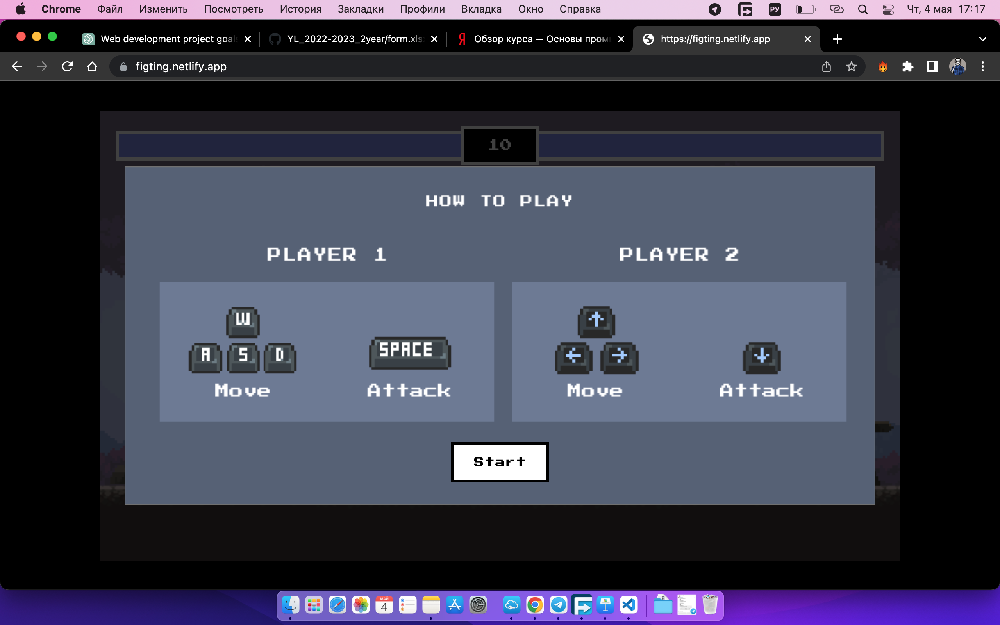 Chrome Файл Изменить Посмотреть История Закладки Профили Вкладка Окно Справка РУ Чт, 4 мая 17:17
Web development project goals YL_2022-2023_2year/form.xlsx Обзор курса — Основы пром https://figting.netlify.app
figting.netlify.app
10
HOW TO PLAY
PLAYER 1 PLAYER 2
W
A S D SPACE
Move Attack Move Attack
Start
МАЙ
4